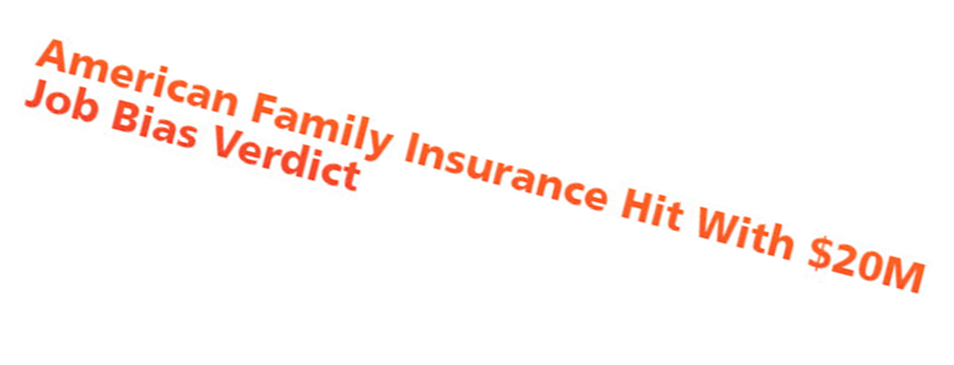 American Family Insurance Hit With $20M
Job Bias Verdict